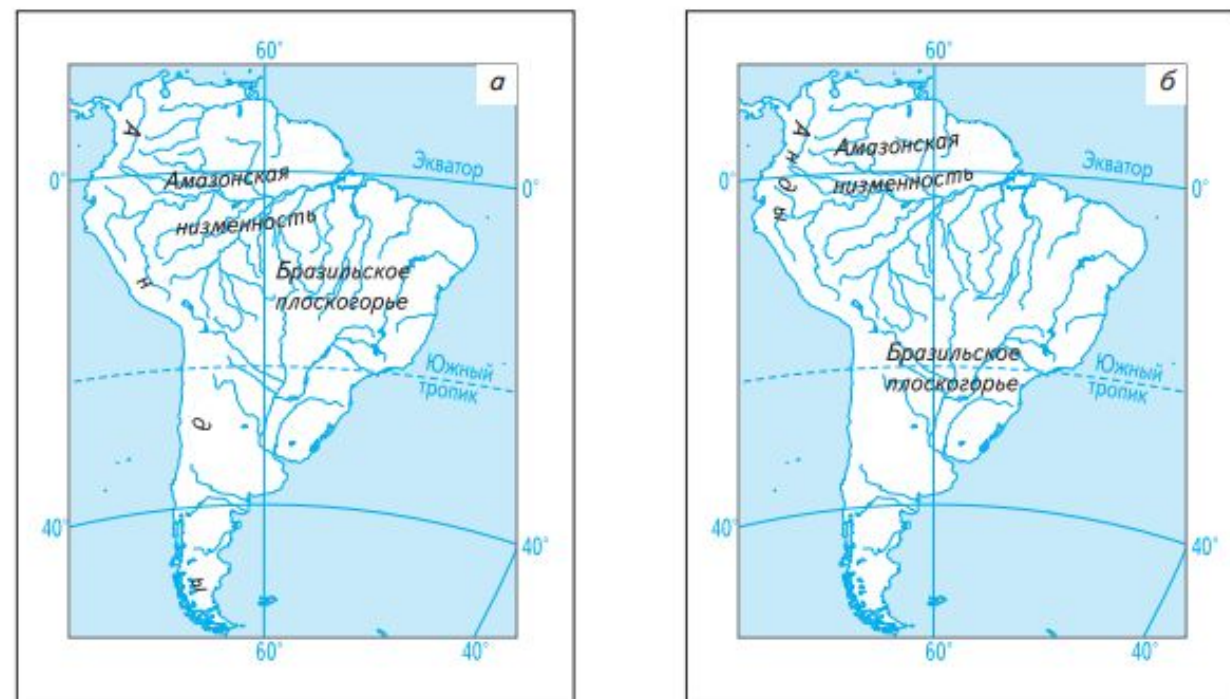 60°
а
А
Экватор
0°
Амазонская
0°
низменность
Бразильское
плоскогорье
н
Южный
тропик
д
40°
40°
ы
60°
40°
60°
б
А
н
д
ы
Амазонская
Экватор
0°
низменность
0°
Бразильское
плоскогорье
Южный
тропик
40°
40°
60°
40°